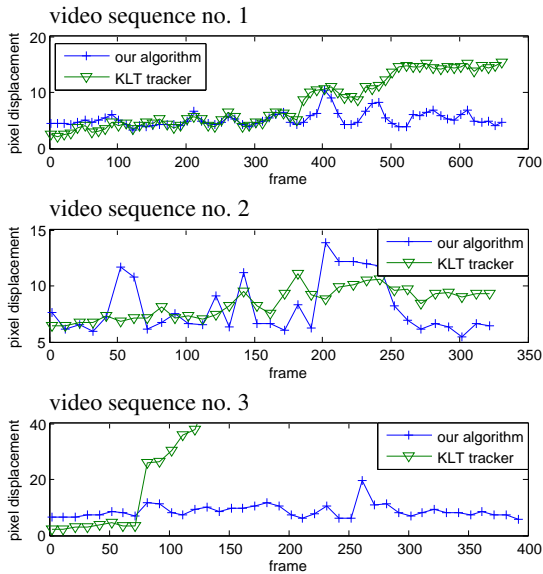 video sequence no. 1
20
10
0
pixel displacement
our algorithm
KLT tracker
0 100 200 300 400 500 600 700
frame
video sequence no. 2
15
10
5
pixel displacement
our algorithm
KLT tracker
0 50 100 150 200 250 300 350
frame
video sequence no. 3
40
20
0
pixel displacement
our algorithm
KLT tracker
0 50 100 150 200 250 300 350 400
frame